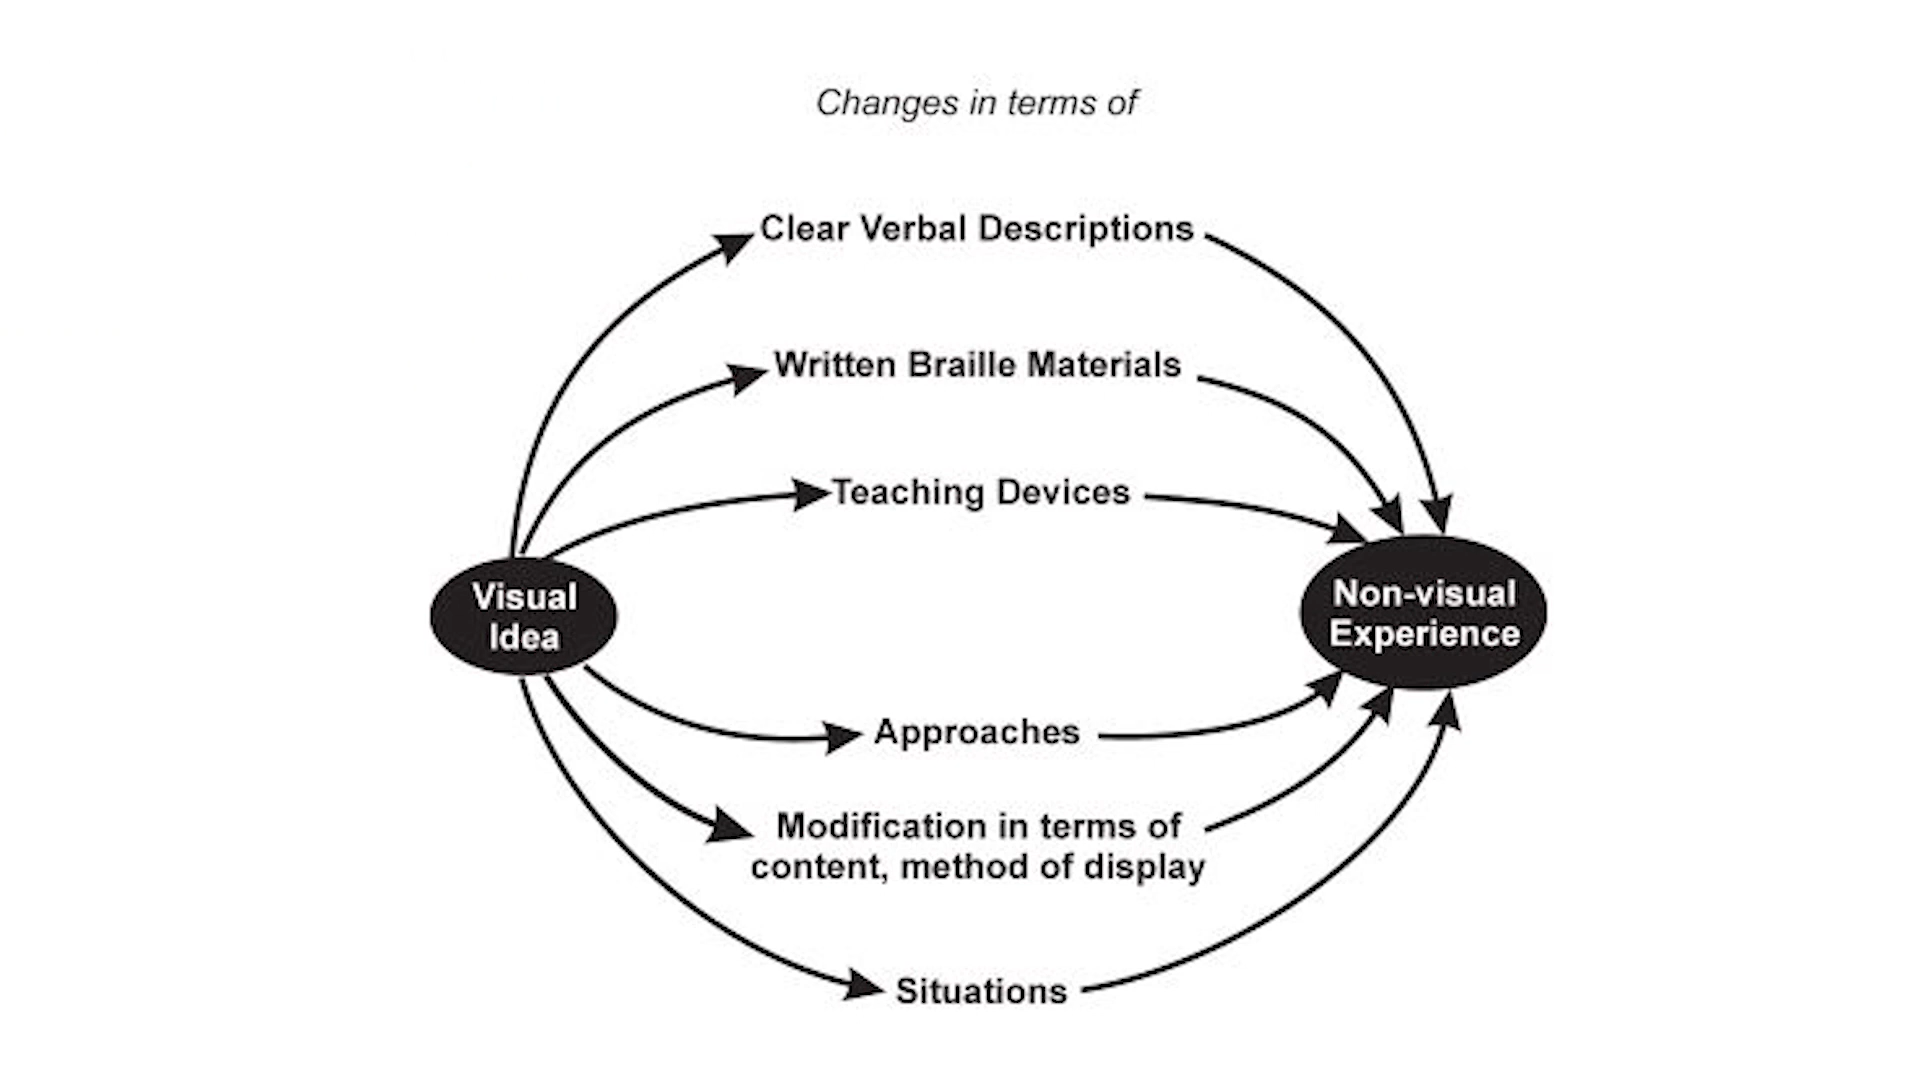 Changes in terms of
Clear Verbal Descriptions
Written Braille Materials
Teaching Devices
Visual
Idea
Non-visual
Experience
Approaches
Modification in terms of
content, method of display
Situations